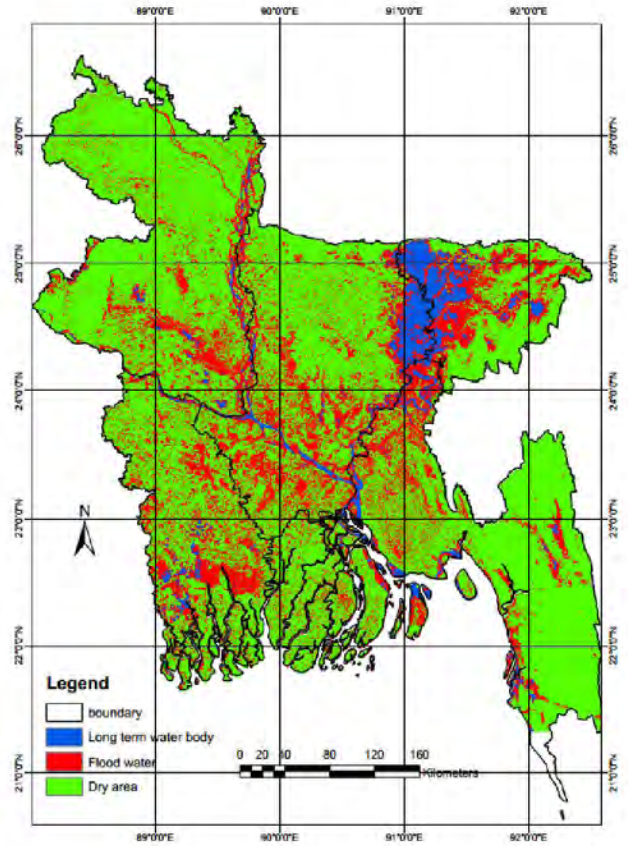 89°0'0"E 90°0'0"E 91°0'0"E 92°0'0"E
26°0'0"N 26°0'0"N
25°0'0"N 25°0'0"N
24°0'0"N 24°0'0"N
N
23°0'0"N 23°0'0"N
22°0'0"N 22°0'0"N
Legend
boundary
Long term water body
Flood water
Dry area
0 20 40 80 120 160
Kilometers
21°0'0"N 21°0'0"N
89°0'0"E 90°0'0"E 91°0'0"E 92°0'0"E